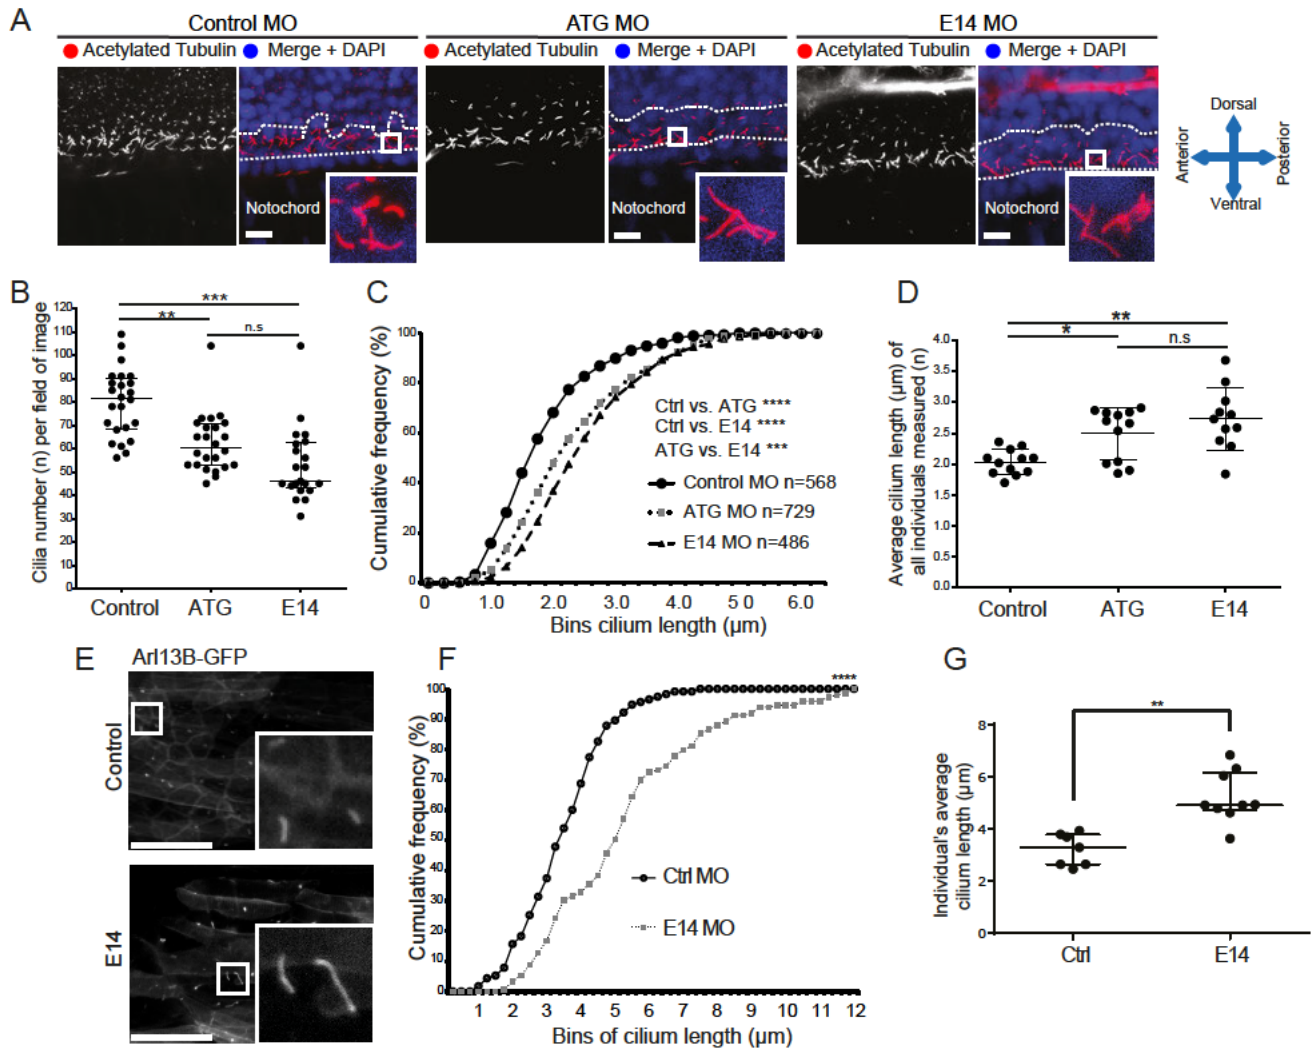 A
Control MO
ATG MO
E14 MO
Acetylated Tubulin
Merge + DAPI
Acetylated Tubulin
Merge + DAPI
Acetylated Tubulin
Merge + DAPI
Notochord
Notochord
Notochord
Dorsal
Anterior
Posterior
Ventral
B
***
**
n.s
Cilia number (n) per field of image
120
110
100
90
80
70
60
50
40
30
20
10
0
Control
ATG
E14
C
Cumulative frequency (%)
100
80
60
40
20
0
Ctrl vs. ATG ****
Ctrl vs. E14 ****
ATG vs. E14 ***
Control MO n=568
ATG MO n=729
E14 MO n=486
0
1.0
2.0
3.0
4.0
5 0
6.0
Bins cilium length (µm)
D
**
*
n.s
Average cilium length (µm) of
all individuals measured (n)
4.0
3.5
3.0
2.5
2.0
1.5
1.0
0.5
0.0
Control
ATG
E14
E
Arl13B-GFP
Control
E14
F
****
Cumulative frequency (%)
100
90
80
70
60
50
40
30
20
10
0
Ctrl MO
E14 MO
1
2
3
4
5
6
7
8
9
10
11
12
Bins of cilium length (µm)
G
**
Individual's average
cilium length (µm)
8
6
4
2
0
Ctrl
E14